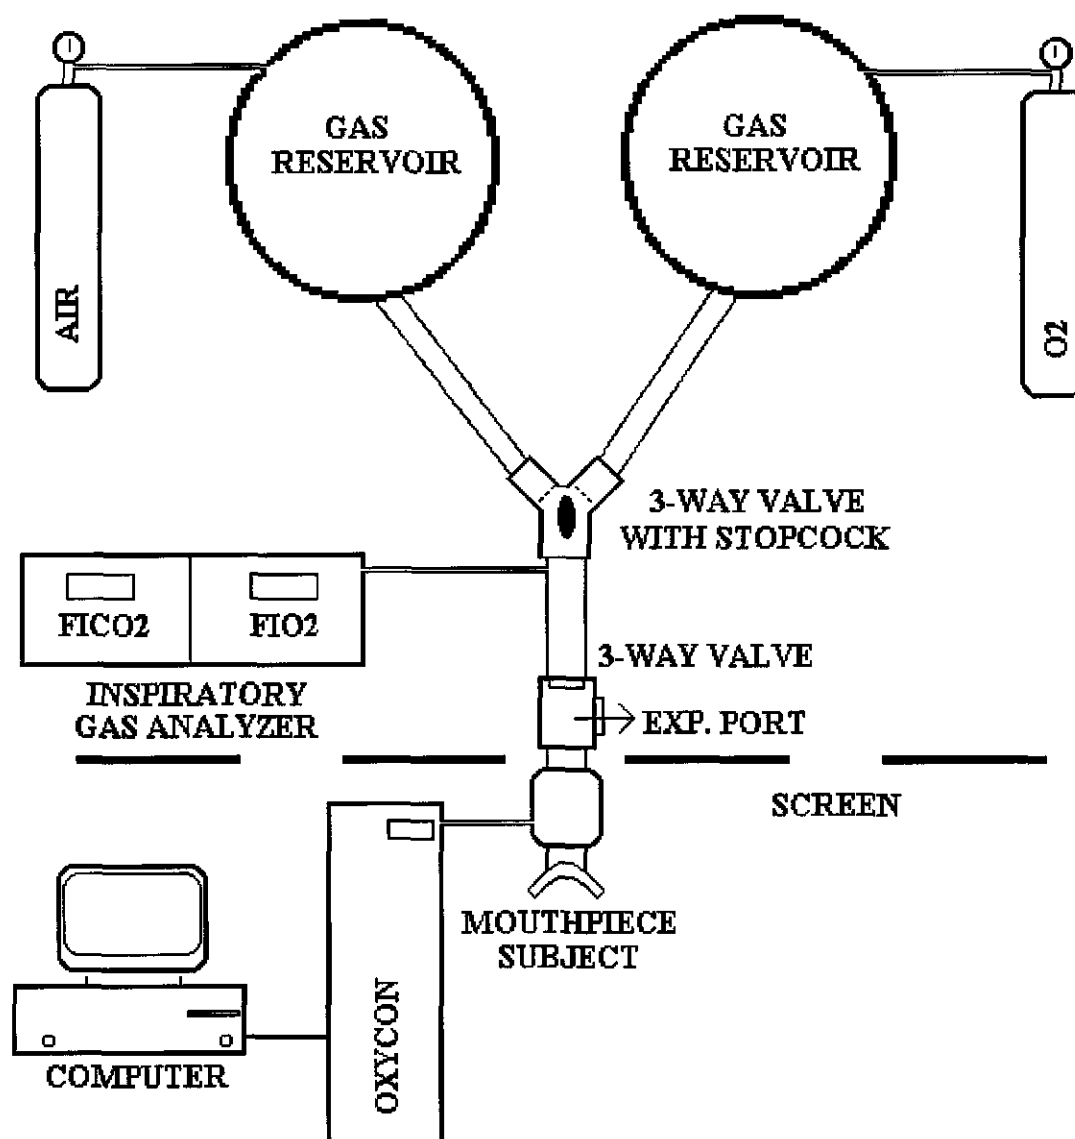 GAS
RESERVOIR
GAS
RESERVOIR
AIR
O2
3-WAY VALVE
WITH STOPCOCK
FICO2
FIO2
3-WAY VALVE
INSPIRATORY
GAS ANALYZER
EXP. PORT
SCREEN
MOUTHPIECE
SUBJECT
OXYCON
COMPUTER